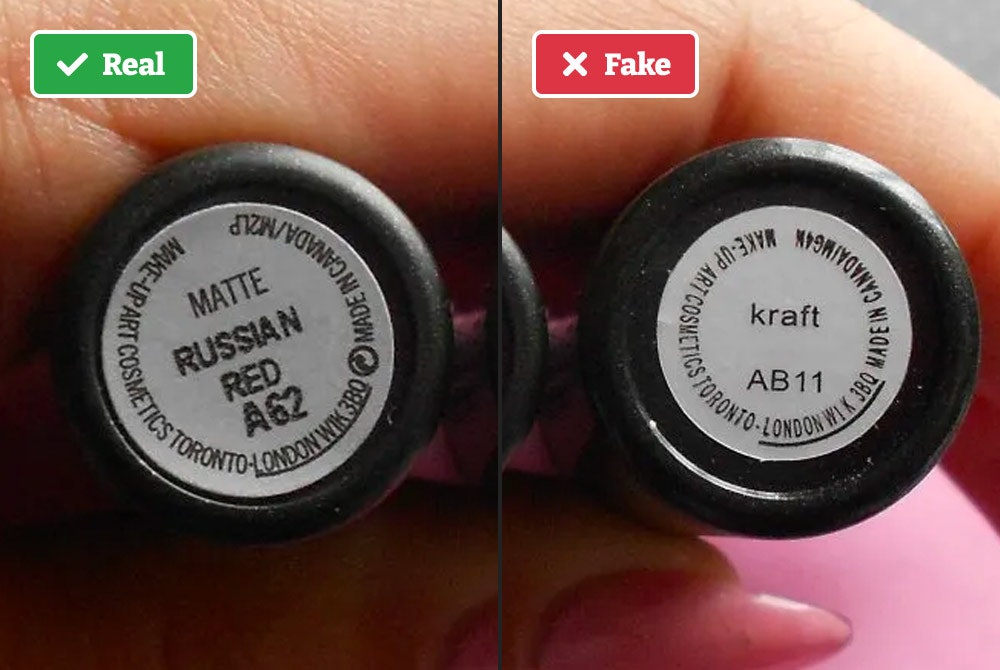 Real
MAKE-UP ART COSMETICS TORONTO-LONDON W1K 3BQ MADE IN CANADA/M2LP
MATTE
RUSSIAN
RED
A62
Fake
MAKE-UP ART COSMETICS TORONTO-LONDON W1K 3BQ MADE IN CANADA/MG4N
kraft
AB11